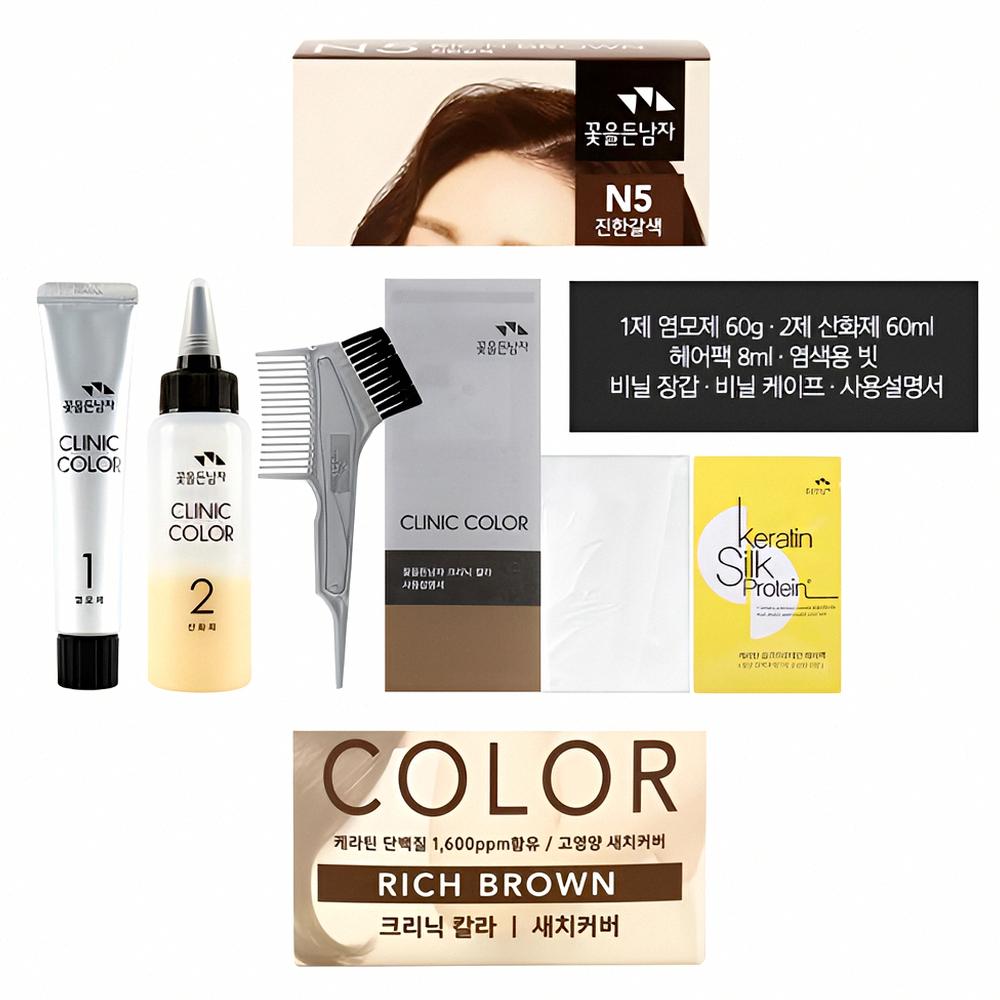 N5 RICH BROWN
꽃을든남자
N5
진한갈색
1제 염모제 60g · 2제 산화제 60ml
헤어팩 8ml · 염색용 빗
비닐 장갑 · 비닐 케이프 · 사용설명서
꽃을든남자
CLINIC
COLOR
1
염모제
꽃을든남자
CLINIC
COLOR
2
산화제
꽃을든남자
CLINIC COLOR
꽃을든남자 크리닉 칼라
사용설명서
Keratin
Silk
Protein
COLOR
케라틴 단백질 1,600ppm함유 / 고영양 새치커버
RICH BROWN
크리닉 칼라 | 새치커버